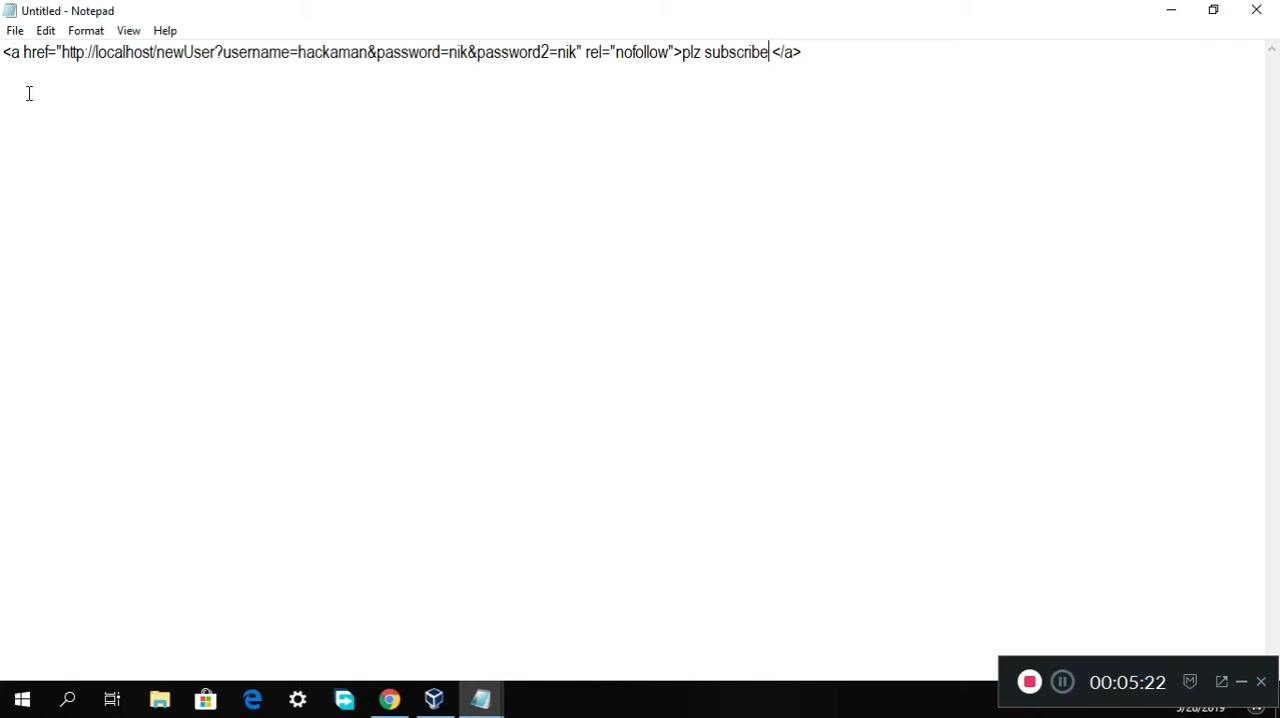 Untitled - Notepad
File Edit Format View Help
<a href="http://localhost/newUser?username=hackaman&password=nik&password2=nik" rel="nofollow">plz subscribe</a>
00:05:22